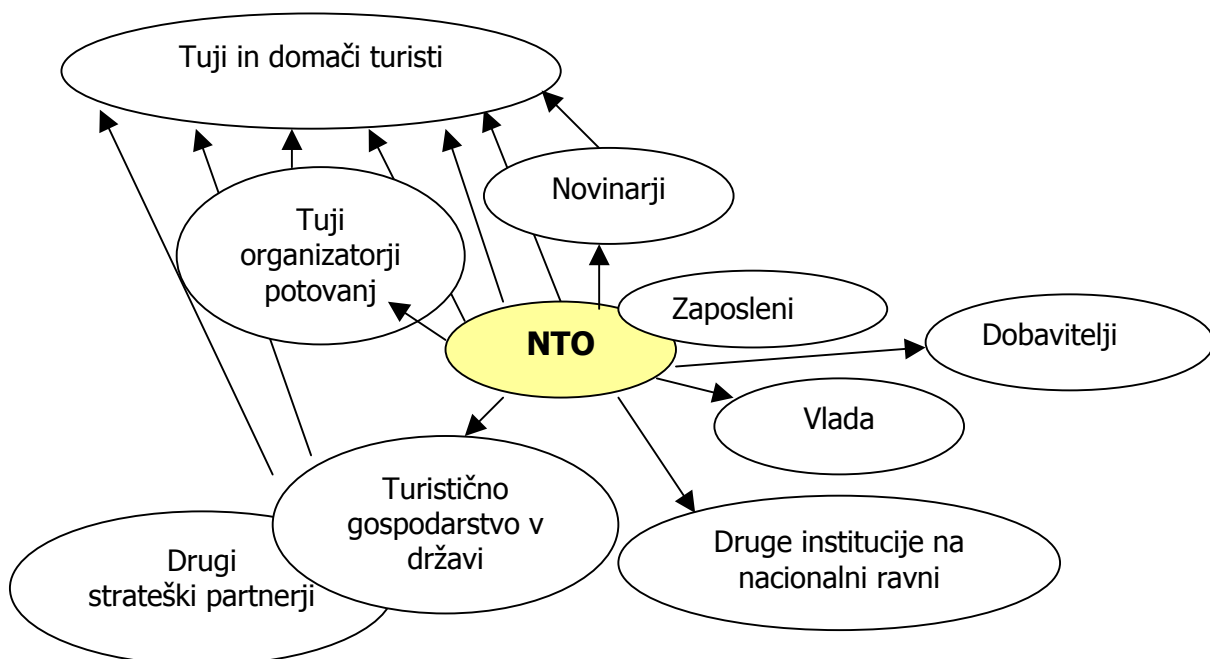 Tuji in domači turisti
Novinarji
Tuji
organizatorji
potovanj
Zaposleni
NTO
Dobavitelji
Vlada
Turistično
gospodarstvo v
državi
Druge institucije na
nacionalni ravni
Drugi
strateški partnerji